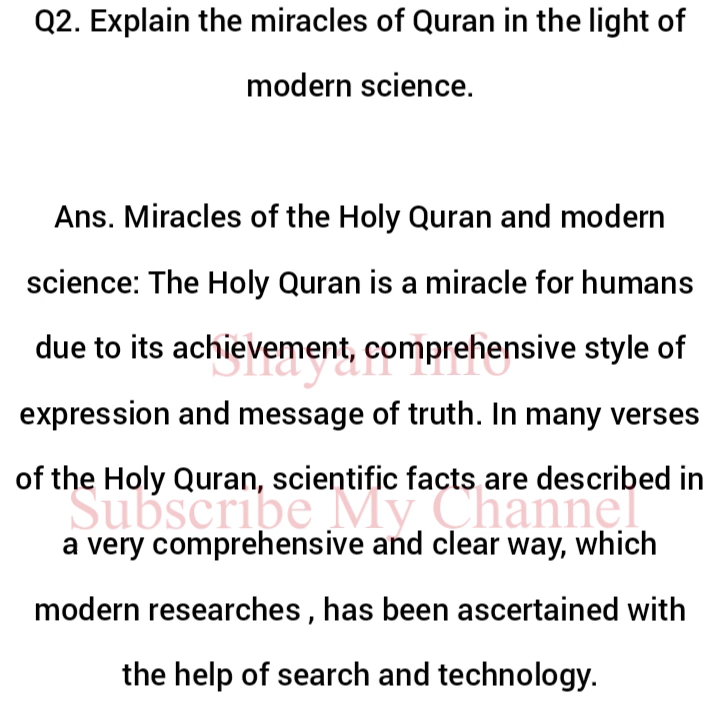 Q2. Explain the miracles of Quran in the light of
modern science.
Ans. Miracles of the Holy Quran and modern
science: The Holy Quran is a miracle for humans
due to its achievement, comprehensive style of
Shayan Info
expression and message of truth. In many verses
of the Holy Quran, scientific facts are described in
Subscribe My Channel
a very comprehensive and clear way, which
modern researches , has been ascertained with
the help of search and technology.